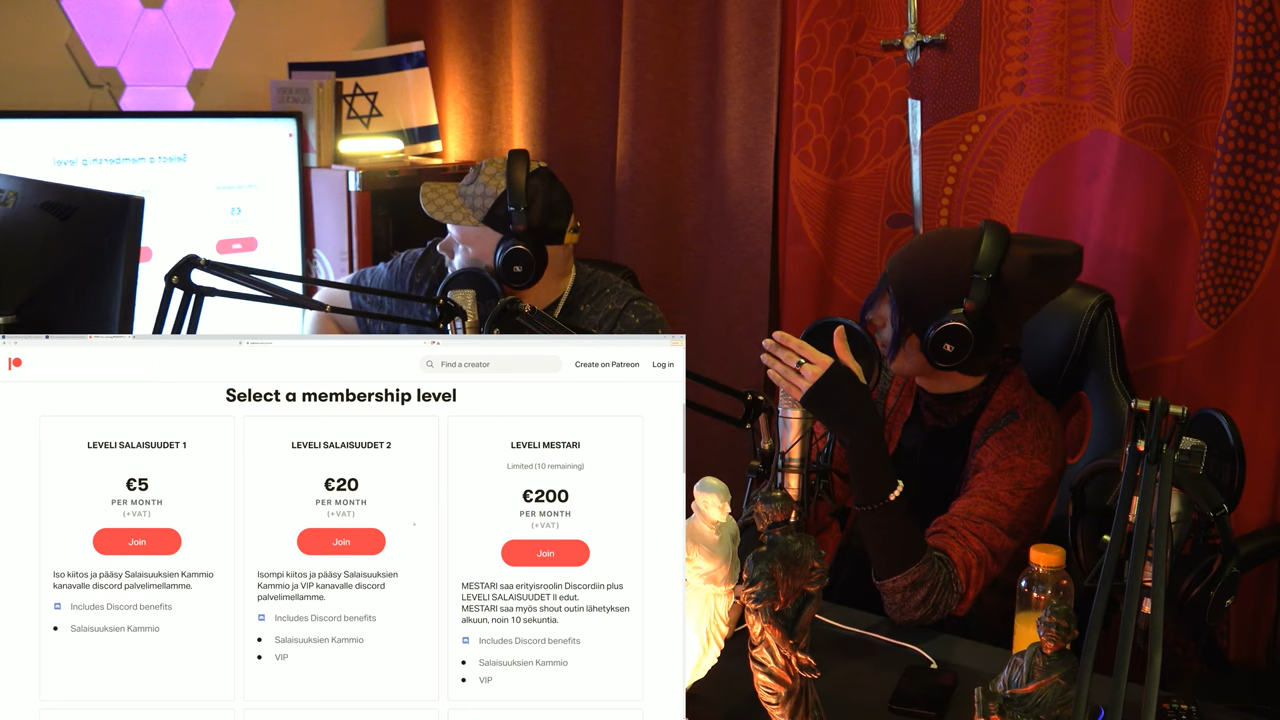 Select a membership level
€5
Find a creator
Create on Patreon
Log in
Select a membership level
LEVELI SALAISUUDET 1
€5
PER MONTH
(+VAT)
Join
Iso kiitos ja pääsy Salaisuuksien Kammio
kanavalle discord palvelimellamme.
Includes Discord benefits
Salaisuuksien Kammio
LEVELI SALAISUUDET 2
€20
PER MONTH
(+VAT)
Join
Isompi kiitos ja pääsy Salaisuuksien
Kammio ja VIP kanavalle discord
palvelimellamme.
Includes Discord benefits
Salaisuuksien Kammio
VIP
LEVELI MESTARI
Limited (10 remaining)
€200
PER MONTH
(+VAT)
Join
MESTARI saa erityisroolin Discordiin plus
LEVELI SALAISUUDET II edut.
MESTARI saa myös shout outin lähetyksen
alkuun, noin 10 sekuntia.
Includes Discord benefits
Salaisuuksien Kammio
VIP